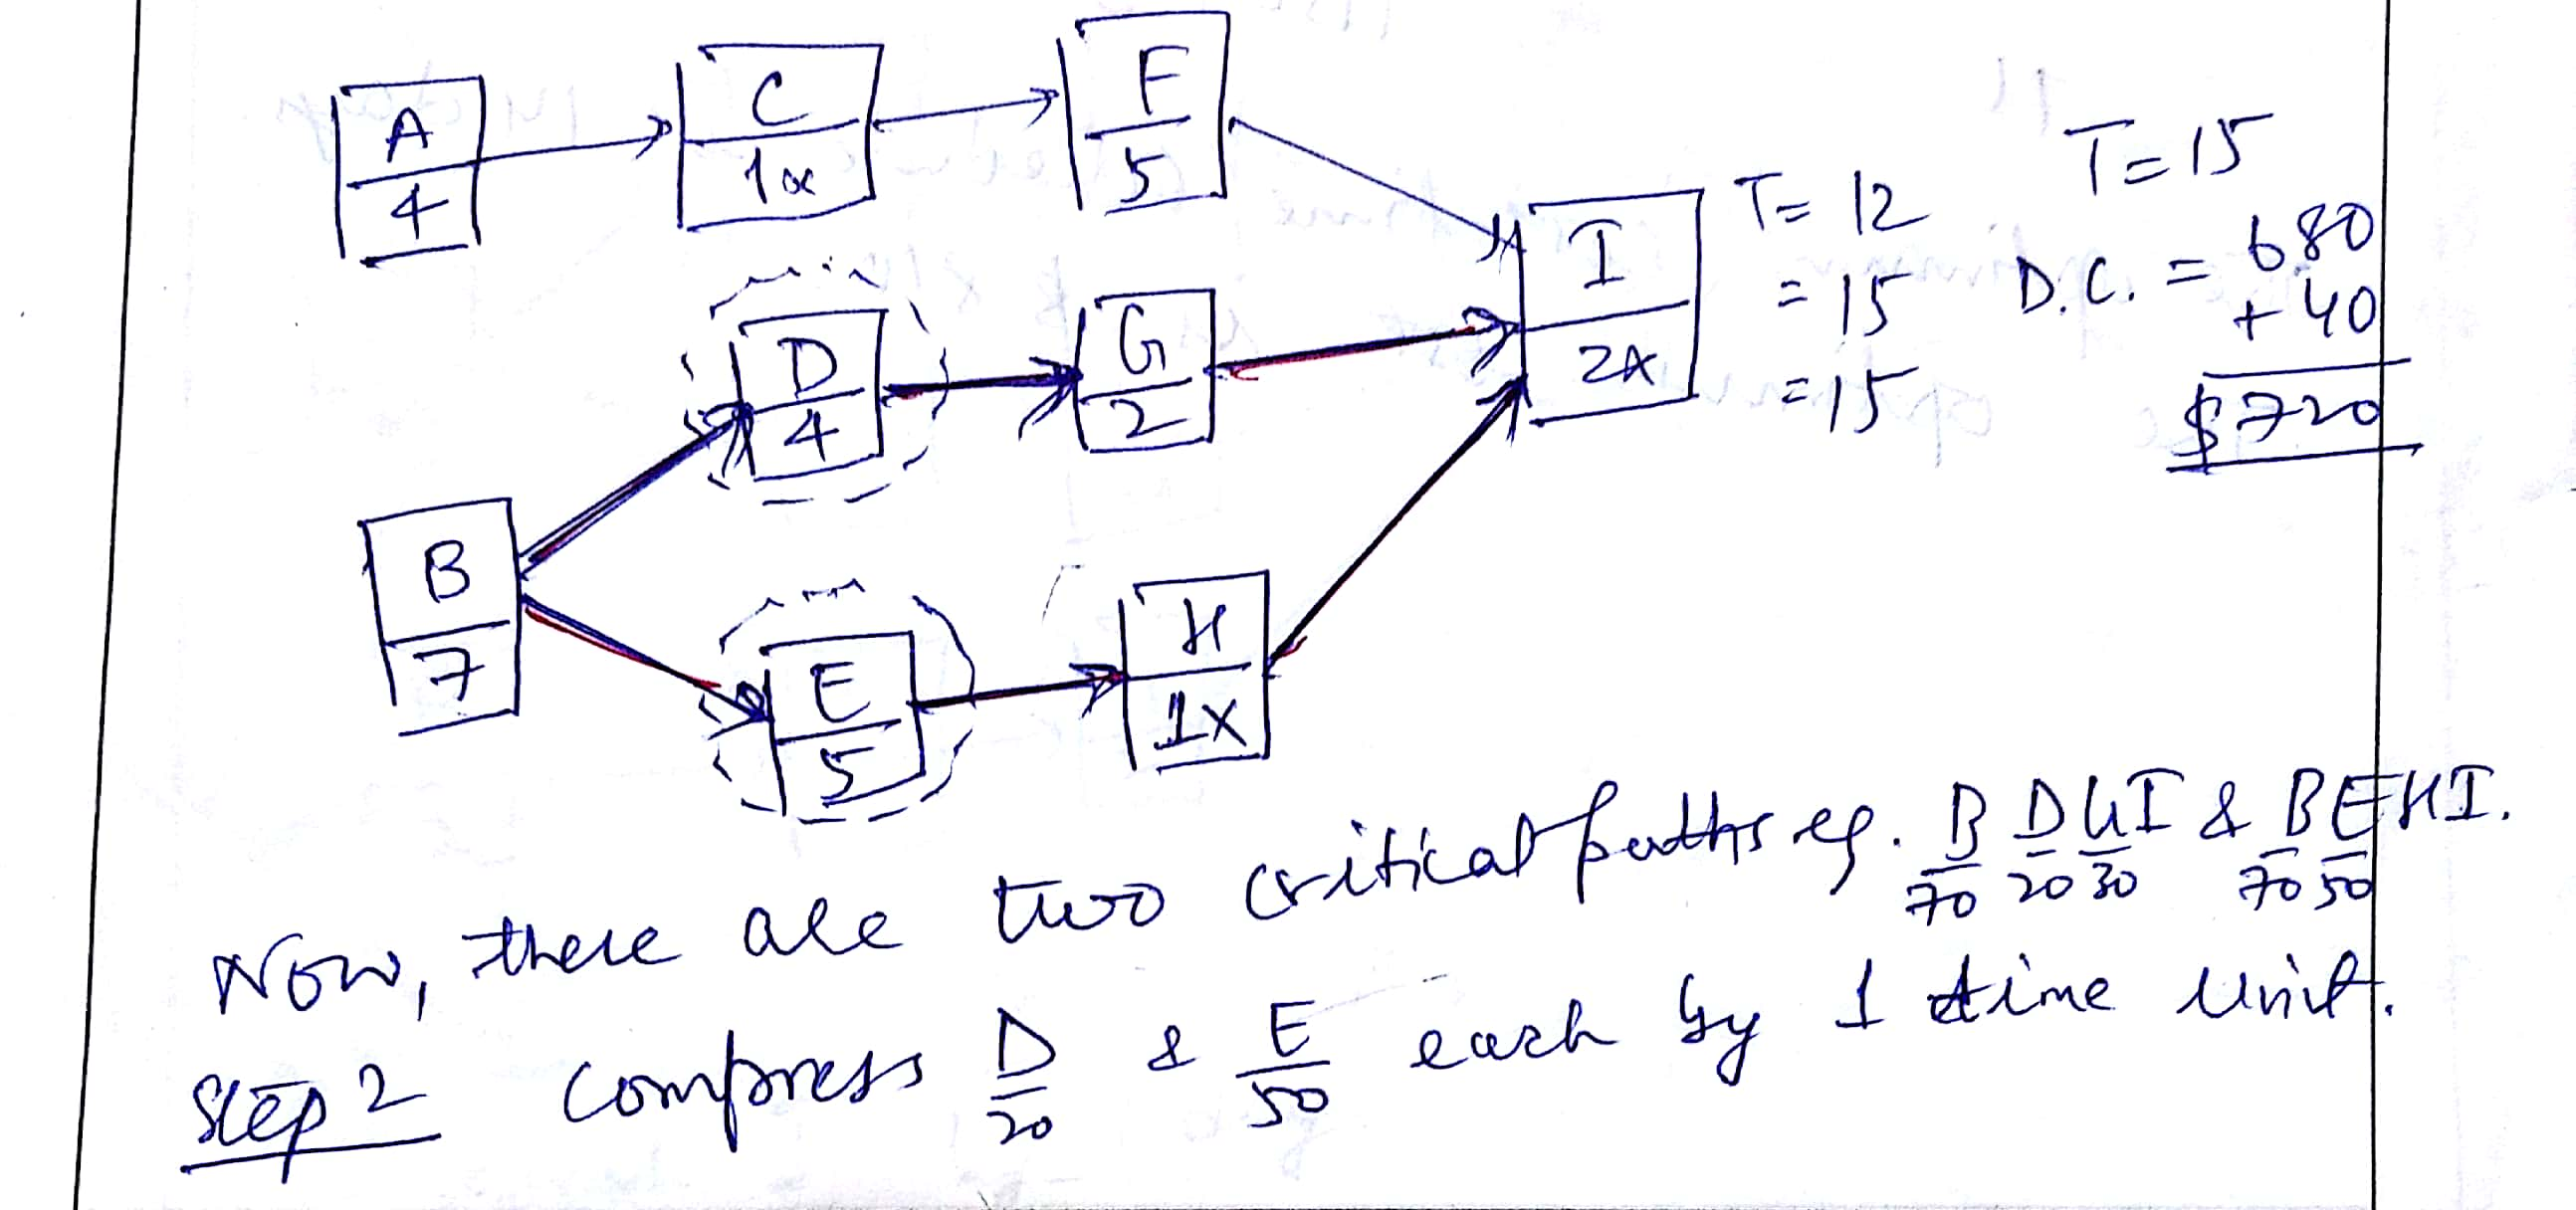 A
4
C
1x
F
5
I
2x
T = 12
= 15
= 15
T = 15
D.C. = 680
+ 40
$720
D
4
G
2
B
7
E
5
H
1x
Now, there are two critical paths eg. B D G I & B E H I.
70 20 30 70 50
Step 2 compress D & E each by 1 time unit.
20 50